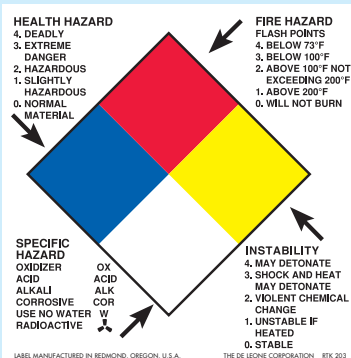 HEALTH HAZARD
4. DEADLY
3. EXTREME
DANGER
2. HAZARDOUS
1. SLIGHTLY
HAZARDOUS
0. NORMAL
MATERIAL
FIRE HAZARD
FLASH POINTS
4. BELOW 73°F
3. BELOW 100°F
2. ABOVE 100°F NOT
EXCEEDING 200°F
1. ABOVE 200°F
0. WILL NOT BURN
SPECIFIC
HAZARD
OXIDIZER OX
ACID ACID
ALKALI ALK
CORROSIVE COR
USE NO WATER W
RADIOACTIVE
INSTABILITY
4. MAY DETONATE
3. SHOCK AND HEAT
MAY DETONATE
2. VIOLENT CHEMICAL
CHANGE
1. UNSTABLE IF
HEATED
0. STABLE
LABEL MANUFACTURED IN REDMOND, OREGON, U.S.A. THE DE LEONE CORPORATION RTK 203